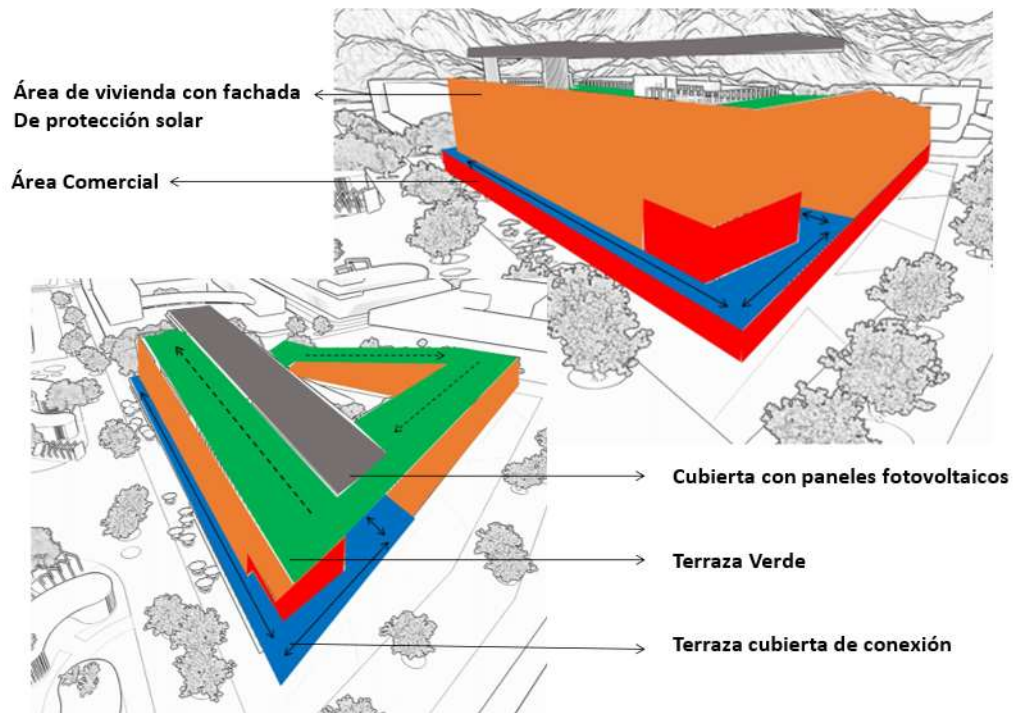 Área de vivienda con fachada
De protección solar
Área Comercial
Cubierta con paneles fotovoltaicos
Terraza Verde
Terraza cubierta de conexión